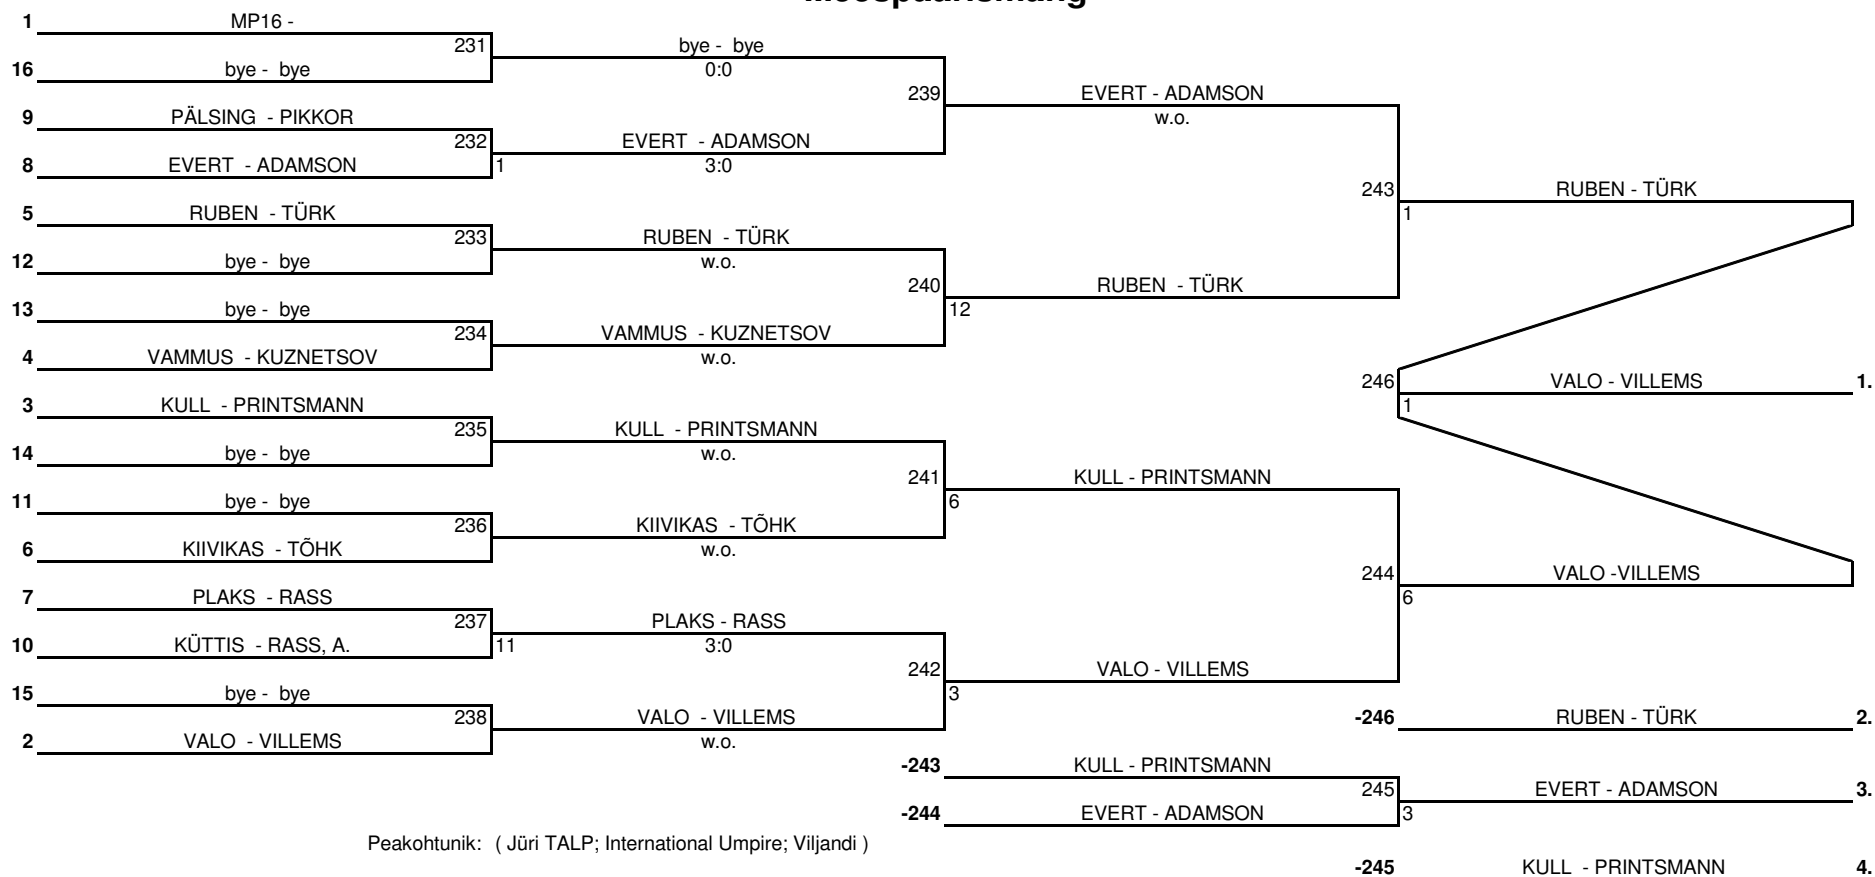 1 MP16 -
231 bye - bye
16 bye - bye 0:0
239 EVERT - ADAMSON
9 PÄLSING - PIKKOR w.o.
232 EVERT - ADAMSON
8 EVERT - ADAMSON 1 3:0
243 RUBEN - TÜRK
5 RUBEN - TÜRK 1
233 RUBEN - TÜRK
12 bye - bye w.o.
240 RUBEN - TÜRK
13 bye - bye 12
234 VAMMUS - KUZNETSOV
4 VAMMUS - KUZNETSOV w.o.
246 VALO - VILLEMS 1.
3 KULL - PRINTSMANN 1
235 KULL - PRINTSMANN
14 bye - bye w.o.
241 KULL - PRINTSMANN
11 bye - bye 6
236 KIIVIKAS - TÕHK
6 KIIVIKAS - TÕHK w.o.
244 VALO -VILLEMS
7 PLAKS - RASS 6
237 PLAKS - RASS
10 KÜTTIS - RASS, A. 11 3:0
242 VALO - VILLEMS
15 bye - bye 3
238 VALO - VILLEMS -246 RUBEN - TÜRK 2.
2 VALO - VILLEMS w.o.
-243 KULL - PRINTSMANN
245 EVERT - ADAMSON 3.
-244 EVERT - ADAMSON 3
Peakohtunik: ( Jüri TALP; International Umpire; Viljandi )
-245 KULL - PRINTSMANN 4.